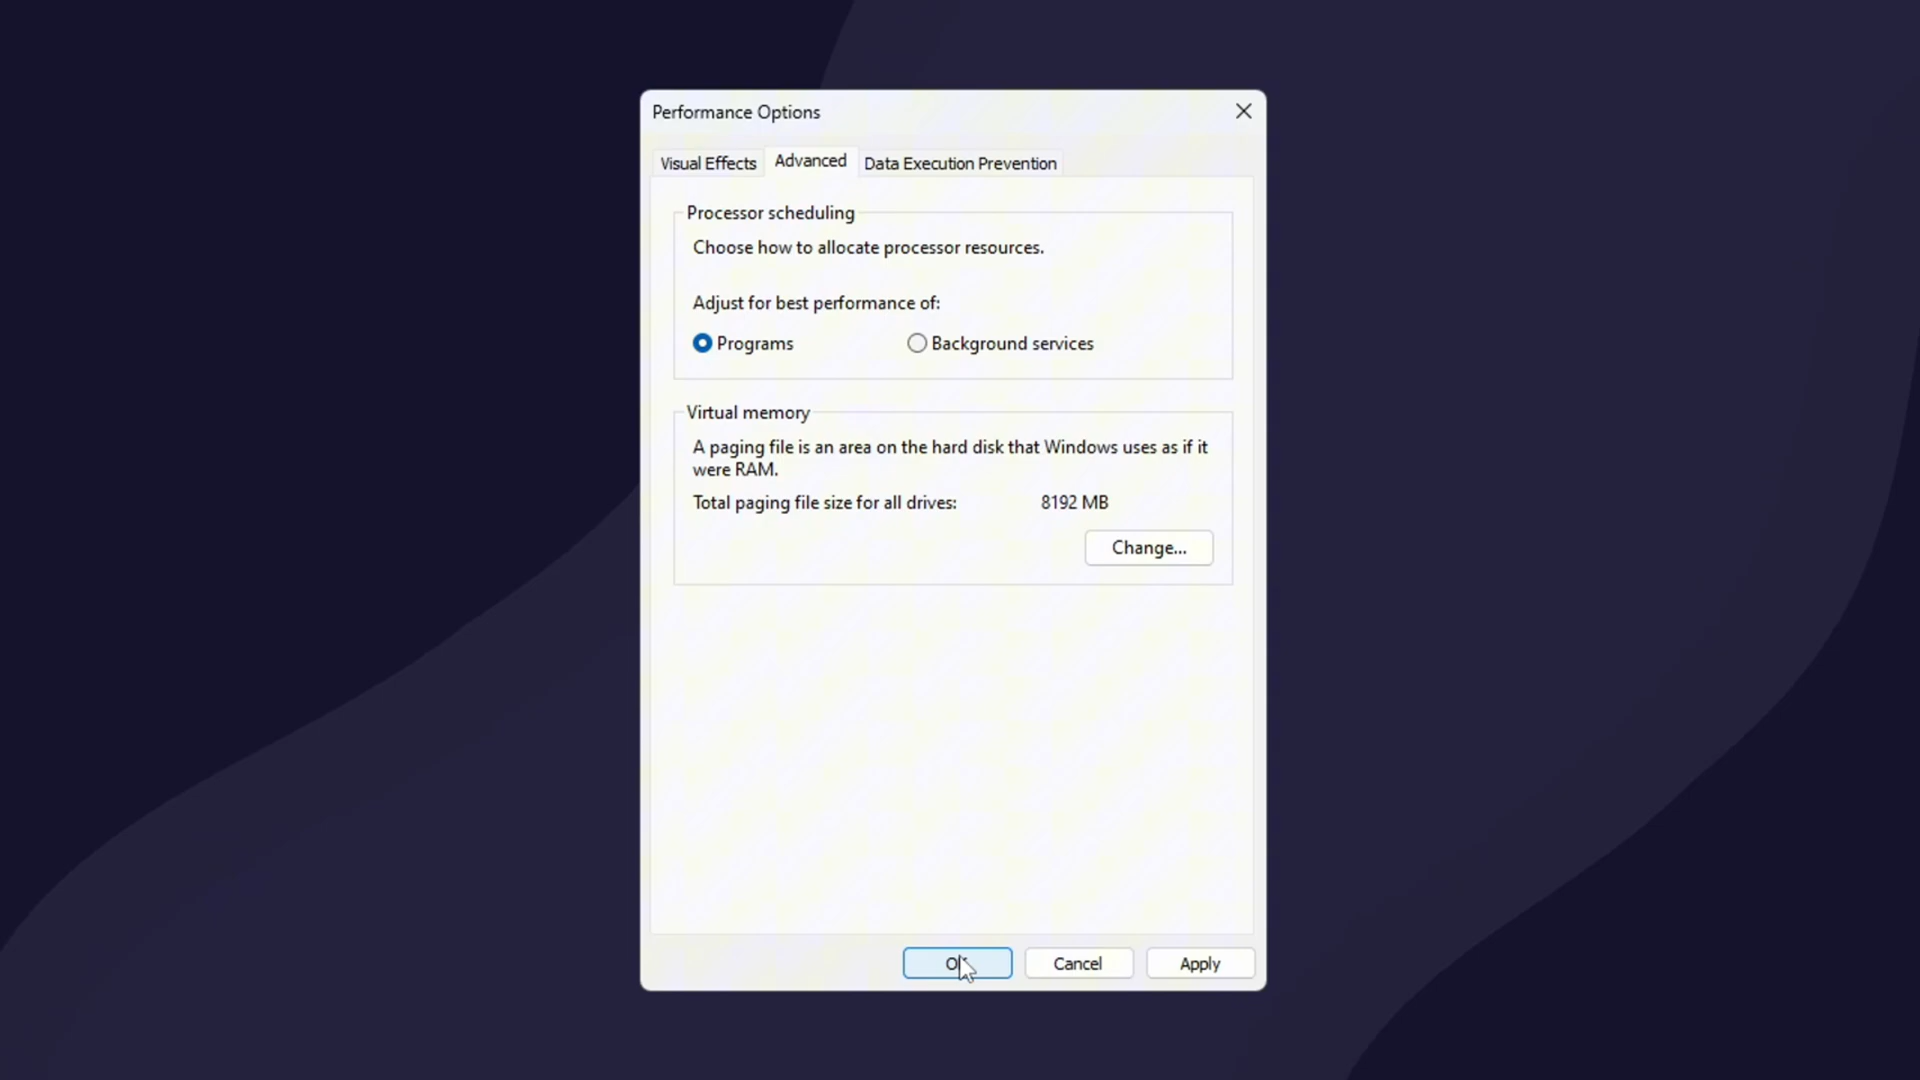 Performance Options
Visual Effects
Advanced
Data Execution Prevention
Processor scheduling
Choose how to allocate processor resources.
Adjust for best performance of:
Programs
Background services
Virtual memory
A paging file is an area on the hard disk that Windows uses as if it
were RAM.
Total paging file size for all drives:
8192 MB
Change...
Cancel
Apply